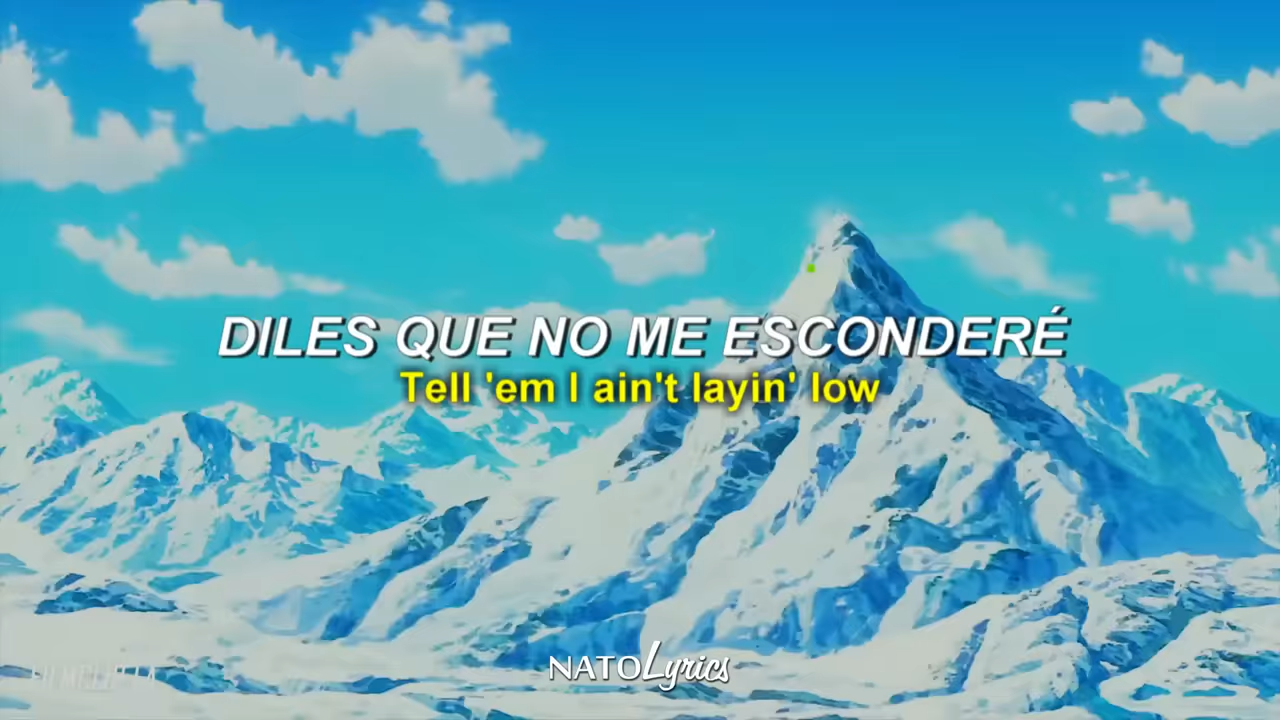 DILES QUE NO ME ESCONDERÉ
Tell 'em I ain't layin' low
NATOLyrics